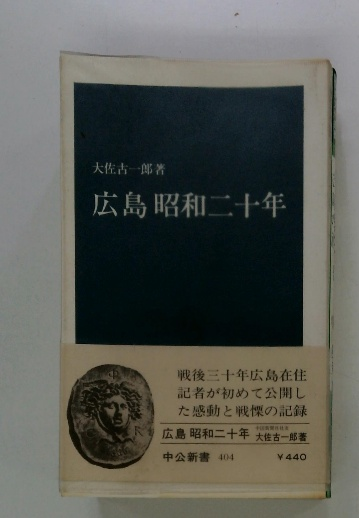 大佐古一郎著
広島 昭和二十年
戦後三十年広島在住
記者が初めて公開し
た感動と戦慄の記録
広島 昭和二十年 大佐古一郎著
中公新書 404 ￥440